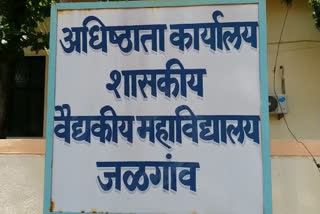 अधिष्ठाता कार्यालय
शासकीय
वैद्यकीय महाविद्यालय
जळगांव